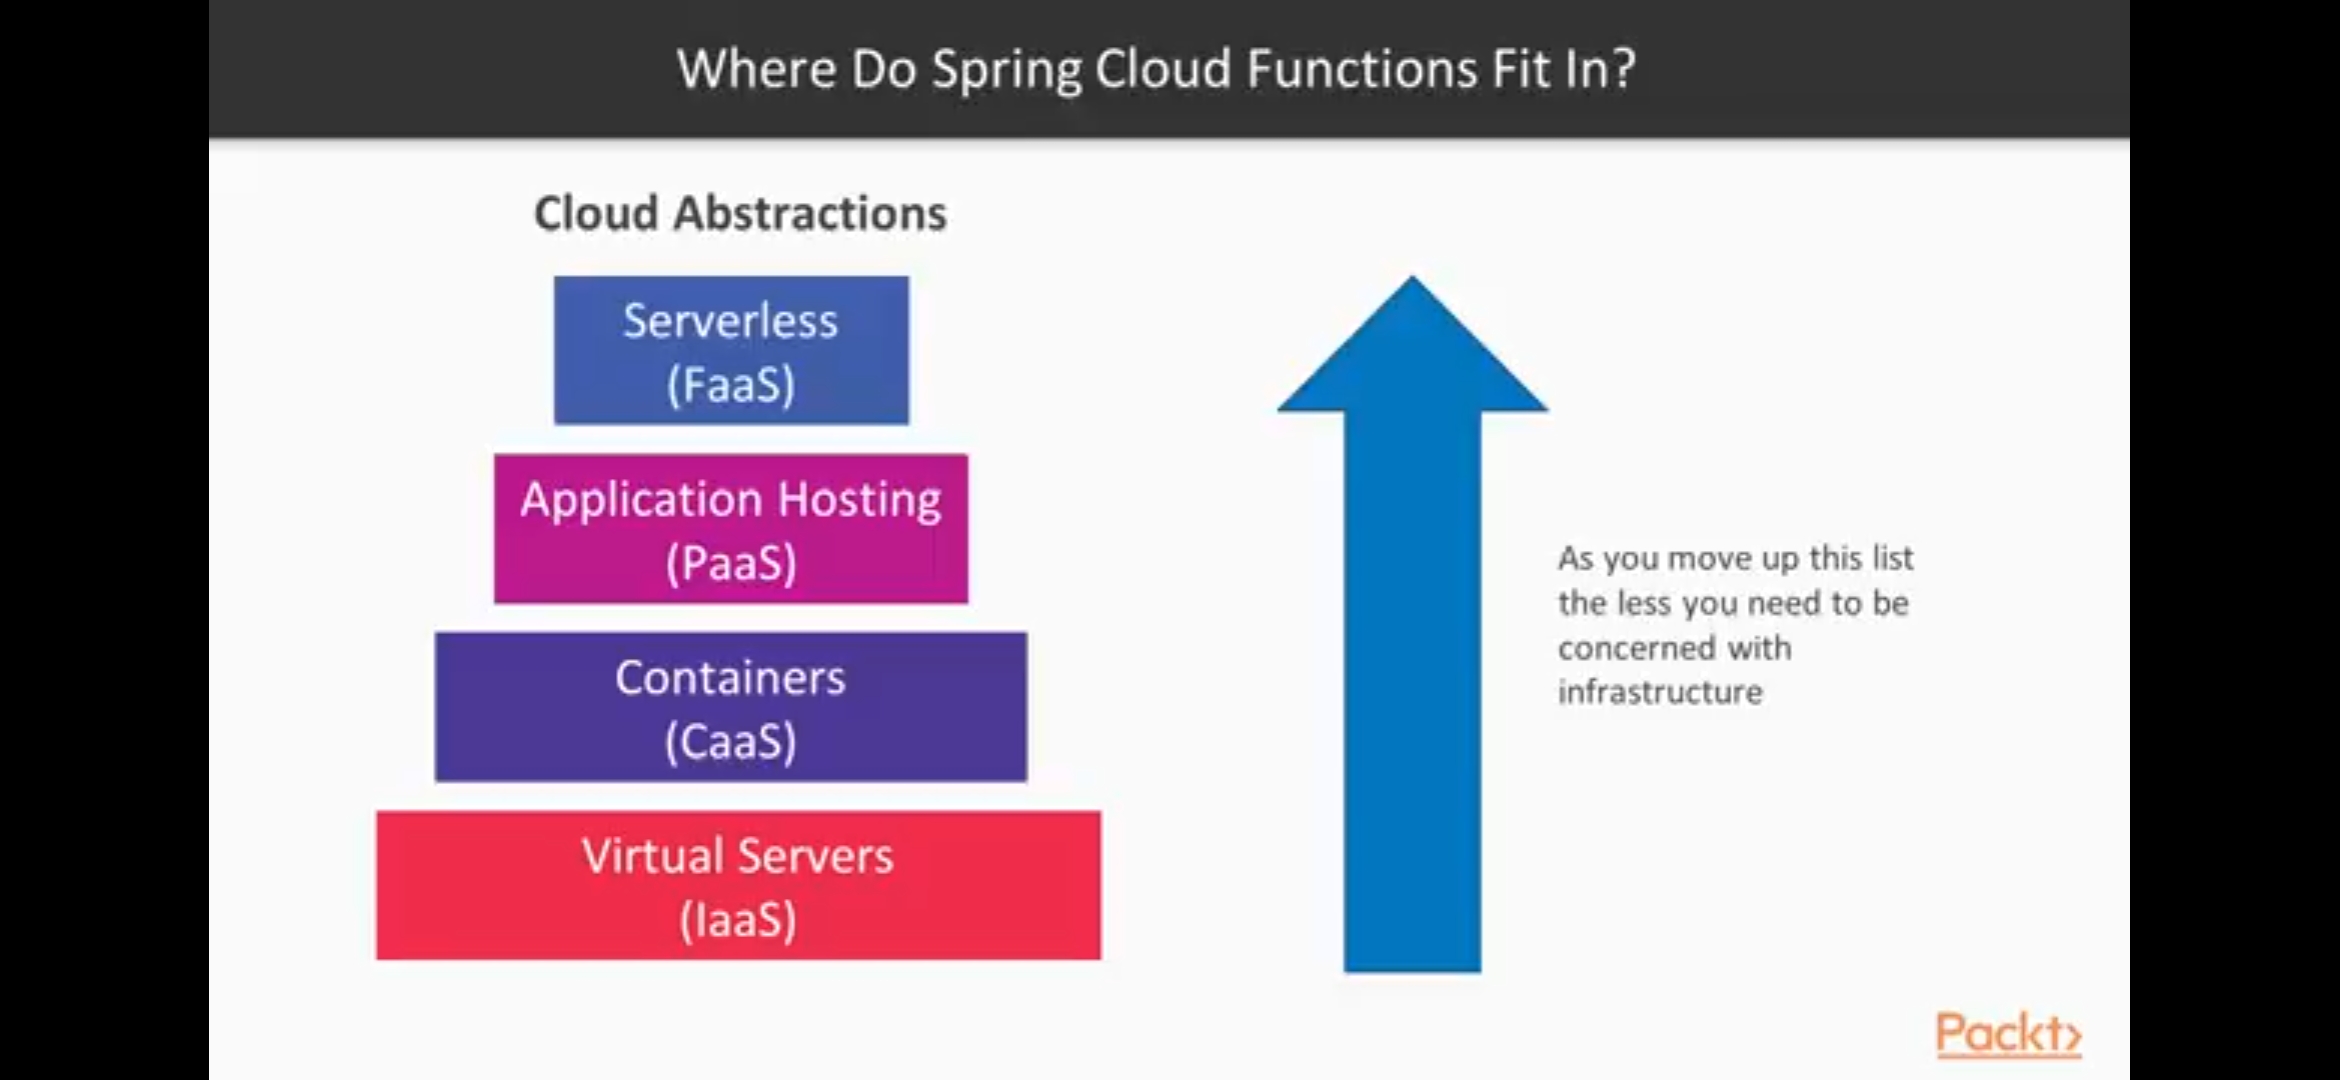 Where Do Spring Cloud Functions Fit In?
Cloud Abstractions
Serverless
(FaaS)
Application Hosting
(PaaS)
Containers
(CaaS)
Virtual Servers
(IaaS)
As you move up this list
the less you need to be
concerned with
infrastructure
Packt>